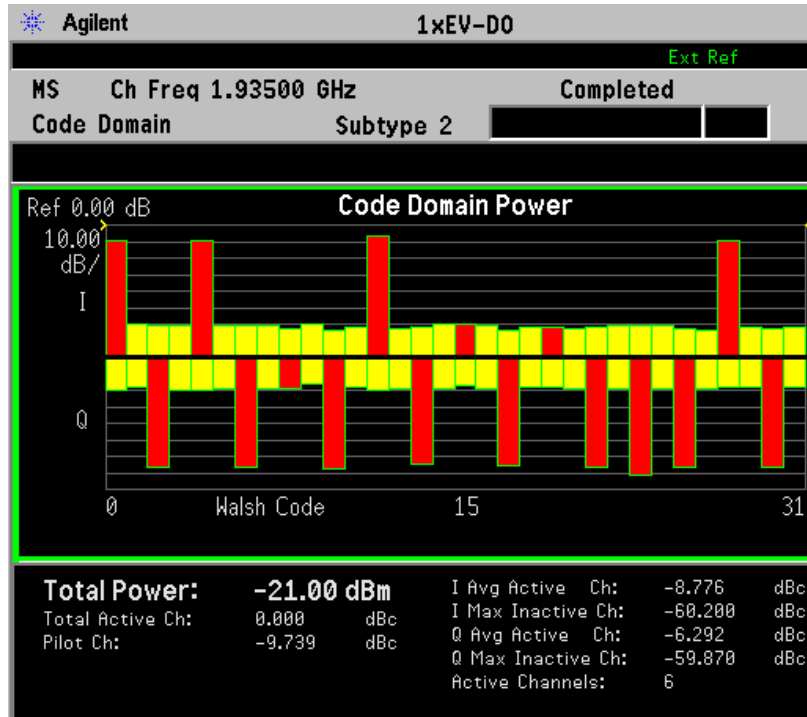 Agilent 1xEV-DO
Ext Ref
MS Ch Freq 1.93500 GHz Completed
Code Domain Subtype 2
Ref 0.00 dB Code Domain Power
10.00
dB/
I
Q
0 Walsh Code 15 31
Total Power: -21.00 dBm
Total Active Ch: 0.000 dBc
Pilot Ch: -9.739 dBc
I Avg Active Ch: -8.776 dBc
I Max Inactive Ch: -60.200 dBc
Q Avg Active Ch: -6.292 dBc
Q Max Inactive Ch: -59.870 dBc
Active Channels: 6